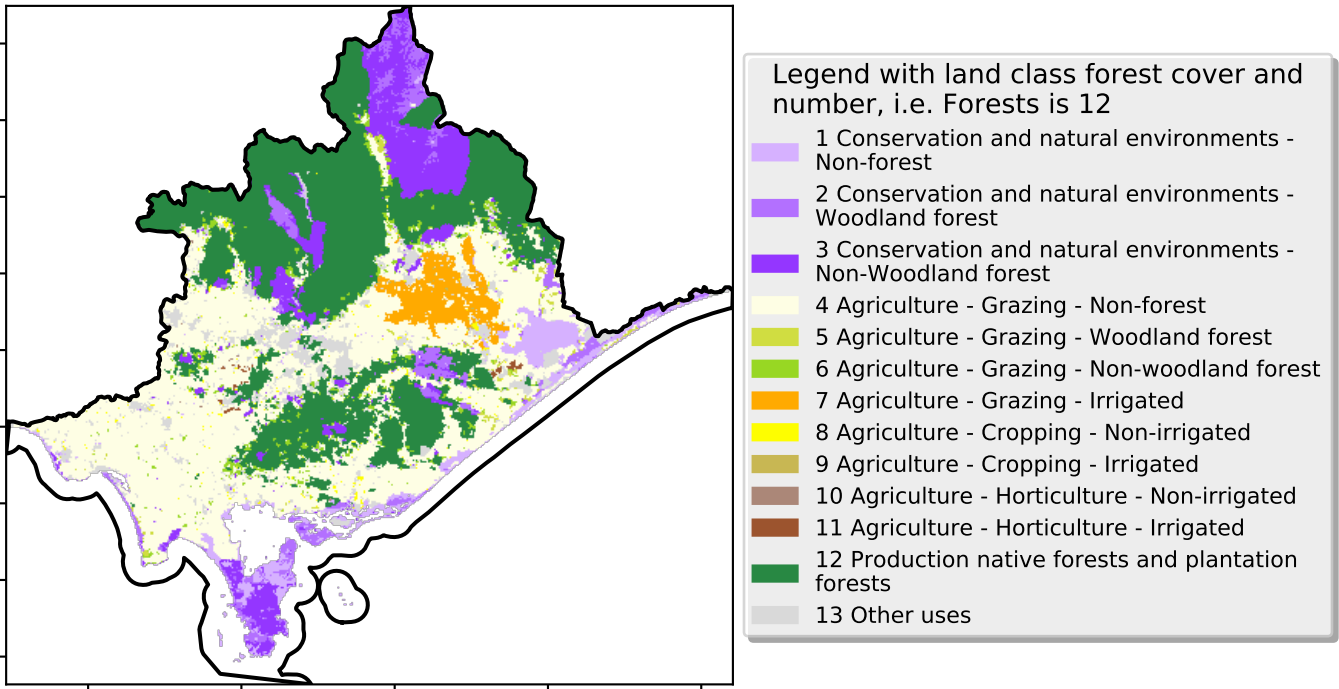 Legend with land class forest cover and
number, i.e. Forests is 12
1 Conservation and natural environments -
Non-forest
2 Conservation and natural environments -
Woodland forest
3 Conservation and natural environments -
Non-Woodland forest
4 Agriculture - Grazing - Non-forest
5 Agriculture - Grazing - Woodland forest
6 Agriculture - Grazing - Non-woodland forest
7 Agriculture - Grazing - Irrigated
8 Agriculture - Cropping - Non-irrigated
9 Agriculture - Cropping - Irrigated
10 Agriculture - Horticulture - Non-irrigated
11 Agriculture - Horticulture - Irrigated
12 Production native forests and plantation
forests
13 Other uses